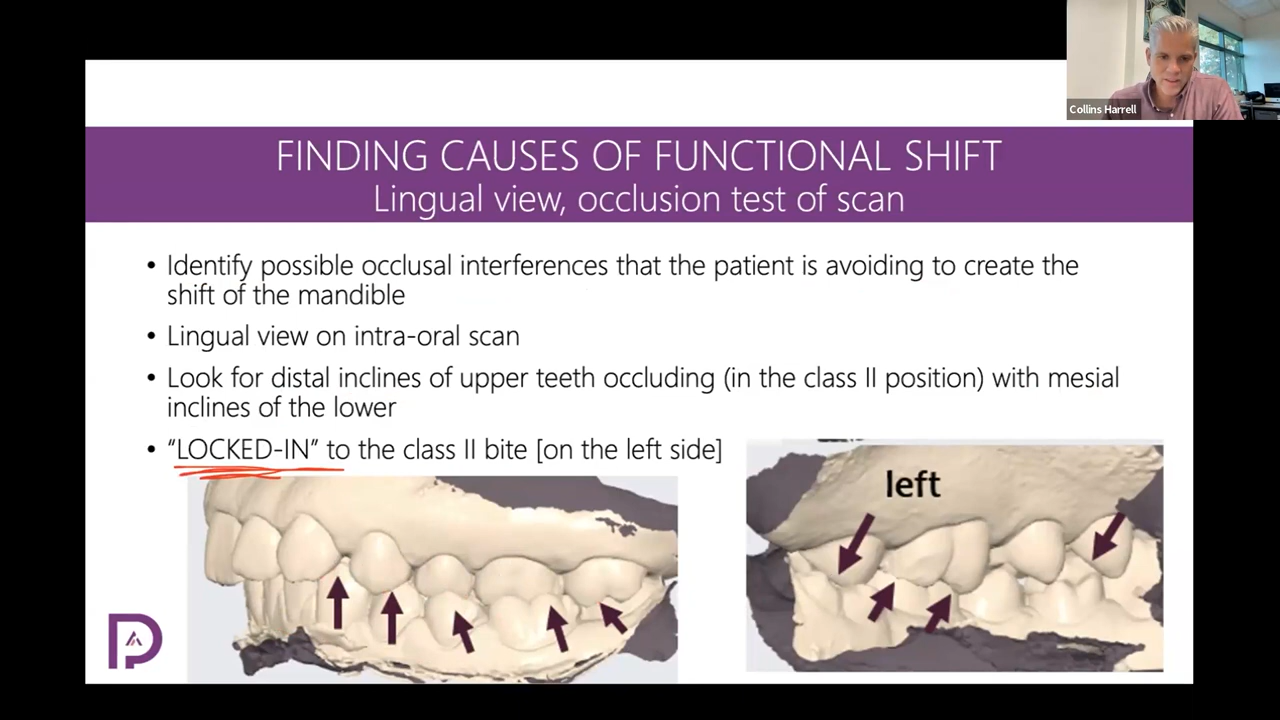 Collins Harrell
FINDING CAUSES OF FUNCTIONAL SHIFT
Lingual view, occlusion test of scan
• Identify possible occlusal interferences that the patient is avoiding to create the
shift of the mandible
• Lingual view on intra-oral scan
• Look for distal inclines of upper teeth occluding (in the class II position) with mesial
inclines of the lower
• “LOCKED-IN” to the class II bite [on the left side]
left